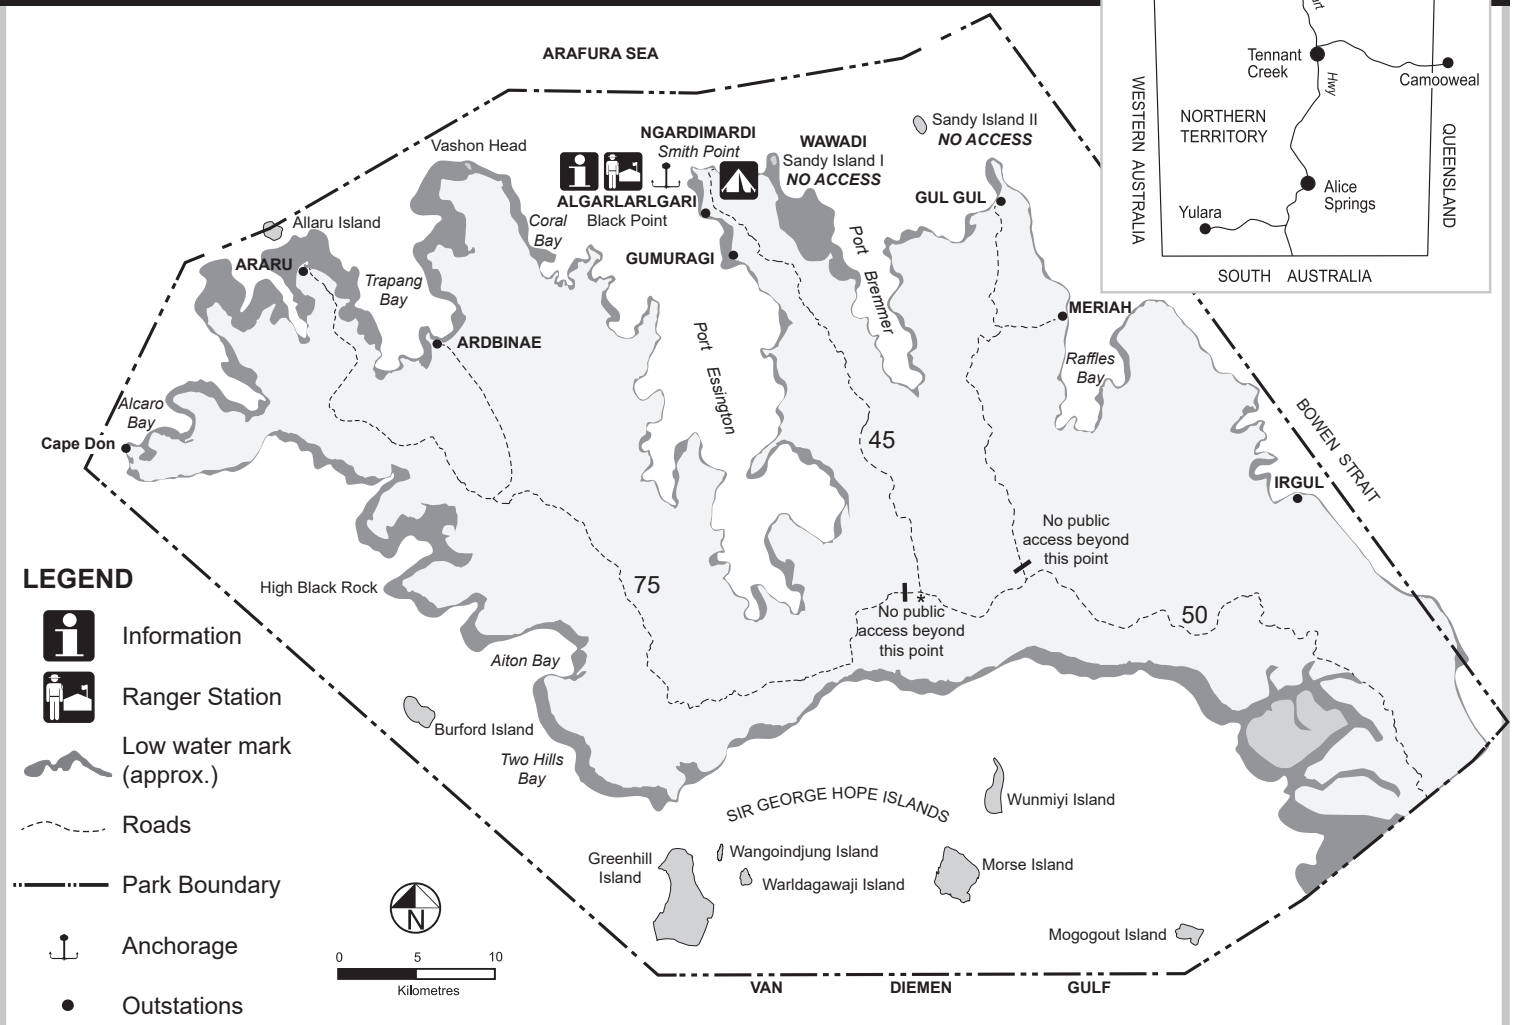 ARAFURA SEA
Vashon Head
NGARDIMARDI
Smith Point
WAWADI
Sandy Island I
NO ACCESS
Sandy Island II
NO ACCESS
ALGARLARLGARI
Black Point
GUL GUL
Allaru Island
Coral
Bay
ARARU
Trapang
Bay
GUMURAGI
Port Bremmer
ARDBINAE
MERIAH
Port Essington
Raffles
Bay
Alcaro
Bay
Cape Don
45
BOWEN STRAIT
IRGUL
No public
access beyond
this point
High Black Rock
75
*
No public
access beyond
this point
50
Aiton Bay
Burford Island
Two Hills
Bay
SIR GEORGE HOPE ISLANDS
Wunmiyi Island
Greenhill
Island
Wangoindjung Island
Warldagawaji Island
Morse Island
Mogogout Island
VAN DIEMEN GULF
LEGEND
Information
Ranger Station
Low water mark
(approx.)
Roads
Park Boundary
Anchorage
Outstations
N
0 5 10
Kilometres
Tennant
Creek
Hwy
Camooweal
WESTERN AUSTRALIA
NORTHERN
TERRITORY
QUEENSLAND
Alice
Springs
Yulara
SOUTH AUSTRALIA